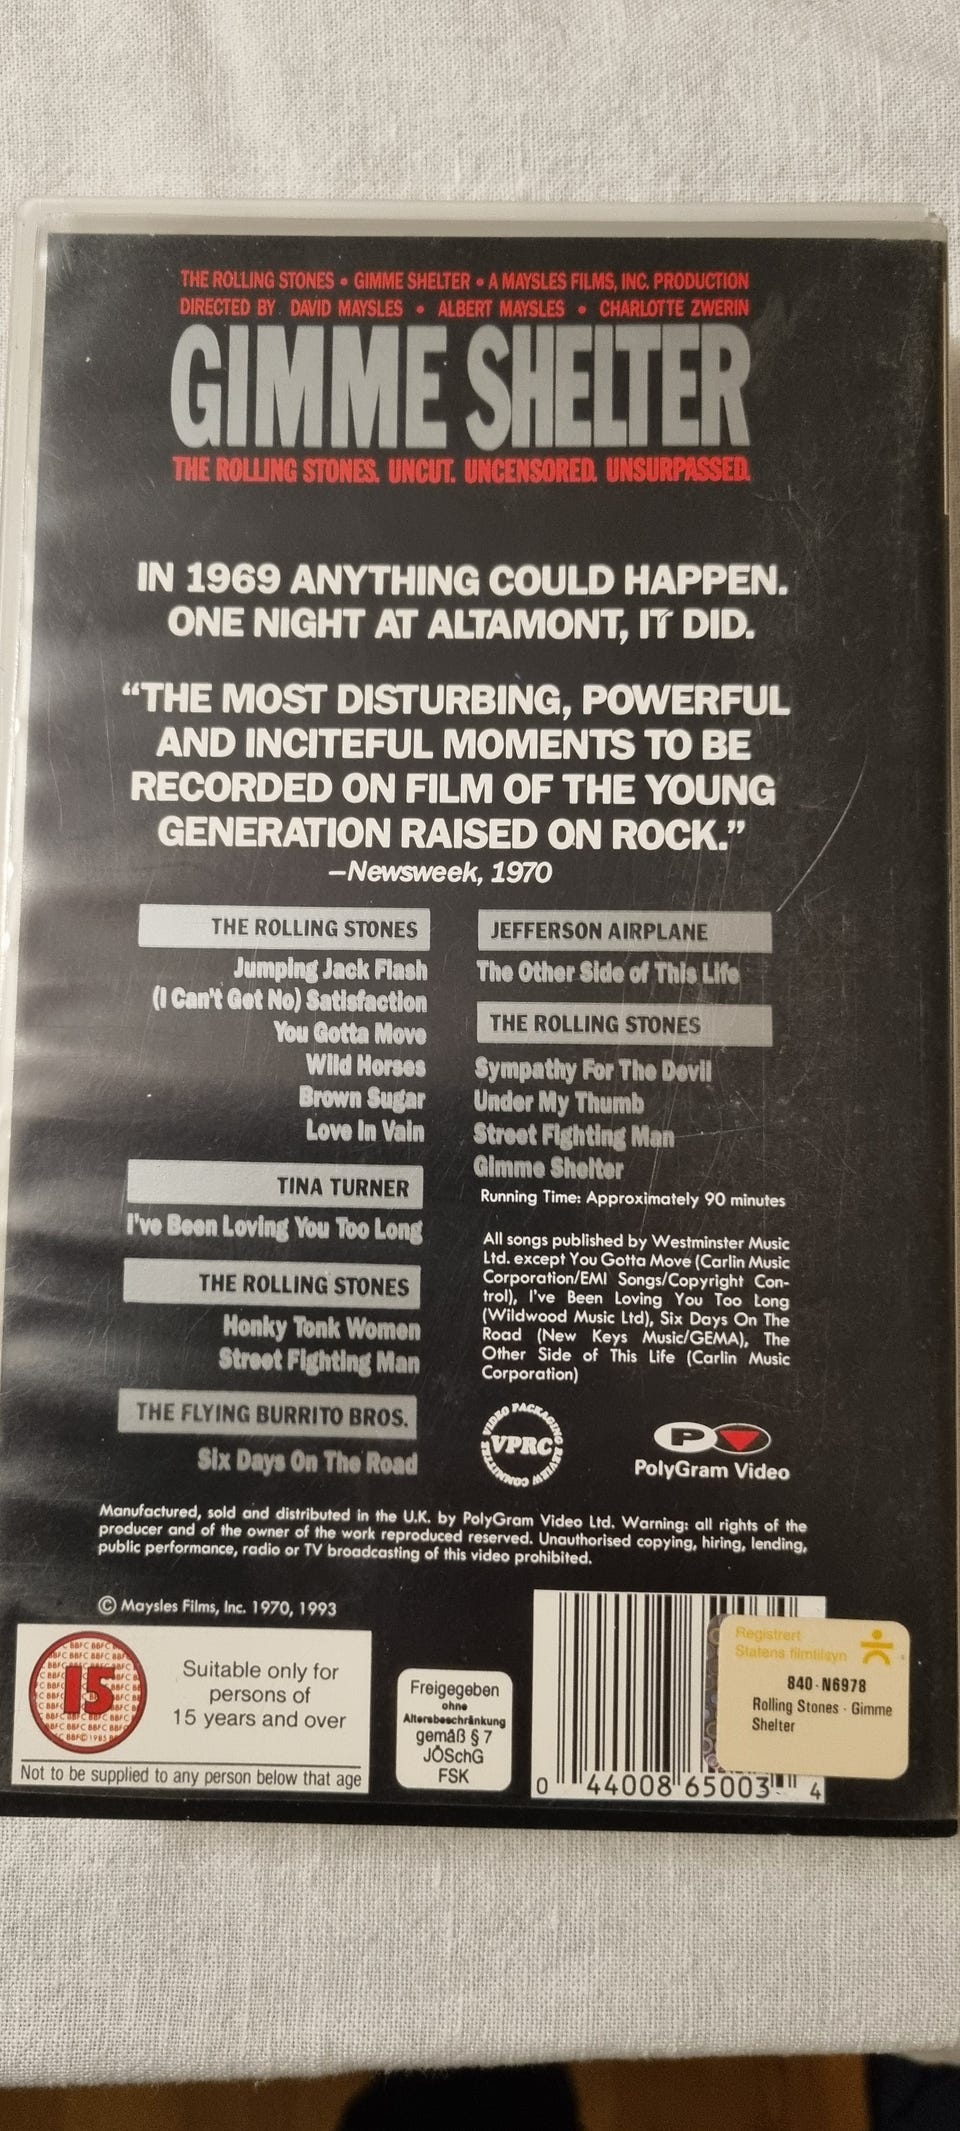 THE ROLLING STONES • GIMME SHELTER • A MAYSLES FILMS, INC. PRODUCTION
DIRECTED BY DAVID MAYSLES • ALBERT MAYSLES • CHARLOTTE ZWERIN
GIMME SHELTER
THE ROLLING STONES. UNCUT. UNCENSORED. UNSURPASSED.
IN 1969 ANYTHING COULD HAPPEN.
ONE NIGHT AT ALTAMONT, IT DID.
“THE MOST DISTURBING, POWERFUL
AND INCITEFUL MOMENTS TO BE
RECORDED ON FILM OF THE YOUNG
GENERATION RAISED ON ROCK.”
–Newsweek, 1970
THE ROLLING STONES
Jumping Jack Flash
(I Can't Get No) Satisfaction
You Gotta Move
Wild Horses
Brown Sugar
Love In Vain
TINA TURNER
I've Been Loving You Too Long
THE ROLLING STONES
Honky Tonk Women
Street Fighting Man
THE FLYING BURRITO BROS.
Six Days On The Road
JEFFERSON AIRPLANE
The Other Side of This Life
THE ROLLING STONES
Sympathy For The Devil
Under My Thumb
Street Fighting Man
Gimme Shelter
Running Time: Approximately 90 minutes
All songs published by Westminster Music
Ltd. except You Gotta Move (Carlin Music
Corporation/EMI Songs/Copyright Con-
trol), I've Been Loving You Too Long
(Wildwood Music Ltd), Six Days On The
Road (New Keys Music/GEMA), The
Other Side of This Life (Carlin Music
Corporation)
VIDEO PACKAGING REVIEW COMMITTEE
VPRC
P
PolyGram Video
Manufactured, sold and distributed in the U.K. by PolyGram Video Ltd. Warning: all rights of the
producer and of the owner of the work reproduced reserved. Unauthorised copying, hiring, lending,
public performance, radio or TV broadcasting of this video prohibited.
© Maysles Films, Inc. 1970, 1993
15
Suitable only for
persons of
15 years and over
Not to be supplied to any person below that age
Freigegeben
ohne
Altersbeschränkung
gemäß § 7
JÖSchG
FSK
0 44008 65003 4
Registrert
Statens filmtilsyn
840-N6978
Rolling Stones - Gimme
Shelter